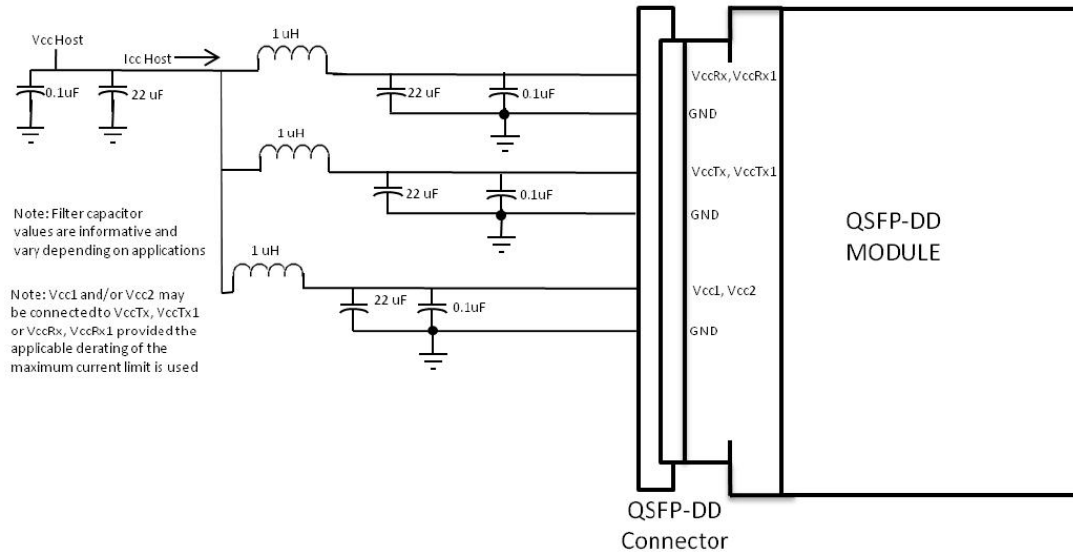 1 uH
Vcc Host
Icc Host
0.1uF
22 uF
22 uF
0.1uF
VccRx, VccRx1
GND
1 uH
22 uF
0.1uF
VccTx, VccTx1
GND
Note: Filter capacitor
values are informative and
vary depending on applications
QSFP-DD
MODULE
1 uH
22 uF
0.1uF
Vcc1, Vcc2
GND
Note: Vcc1 and/or Vcc2 may
be connected to VccTx, VccTx1
or VccRx, VccRx1 provided the
applicable derating of the
maximum current limit is used
QSFP-DD
Connector